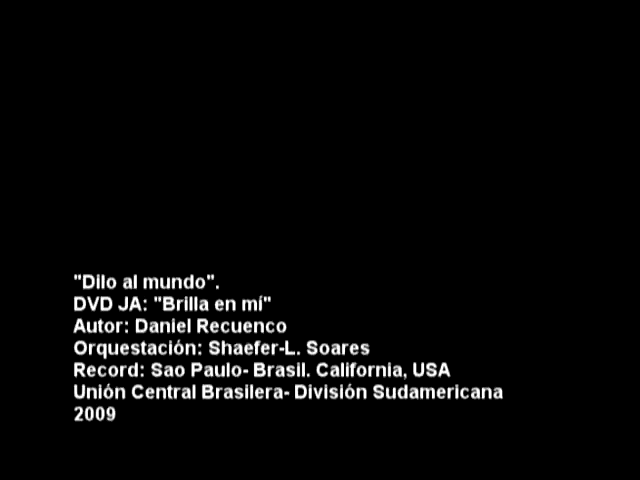 "Dilo al mundo".
DVD JA: "Brilla en mí"
Autor: Daniel Recuenco
Orquestación: Shaefer-L. Soares
Record: Sao Paulo- Brasil. California, USA
Unión Central Brasilera- División Sudamericana
2009